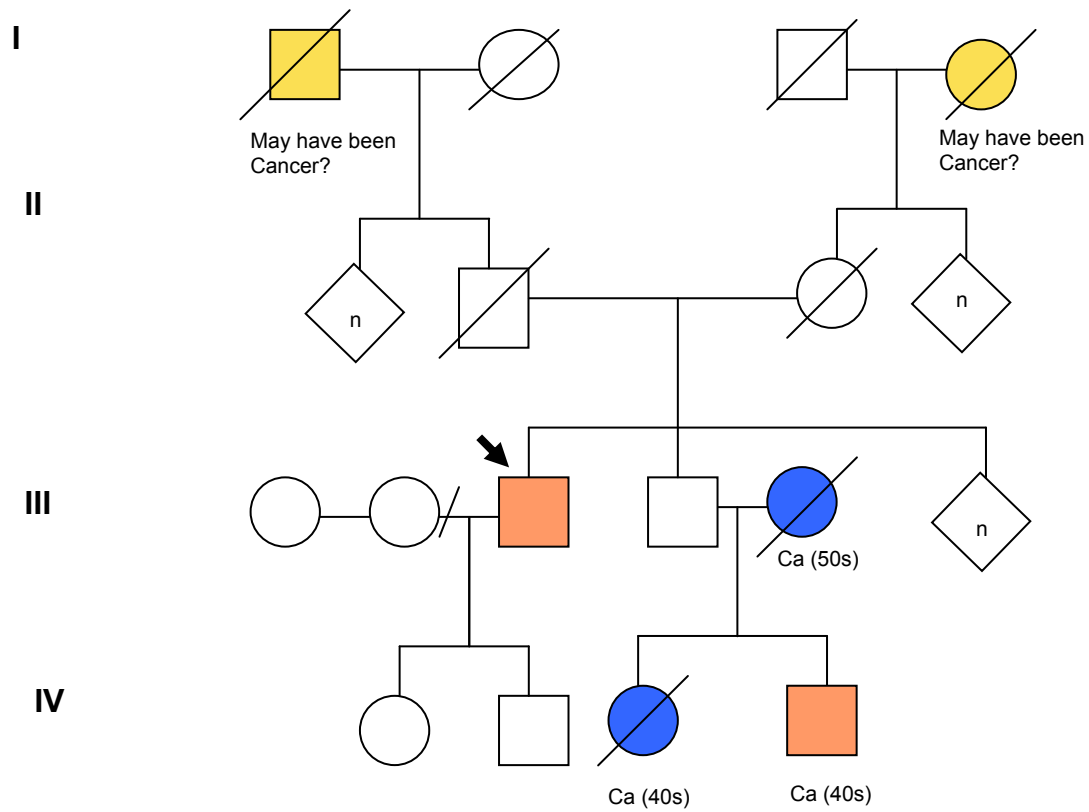 I
May have been
Cancer?
May have been
Cancer?
II
n
n
III
n
Ca (50s)
IV
Ca (40s)
Ca (40s)